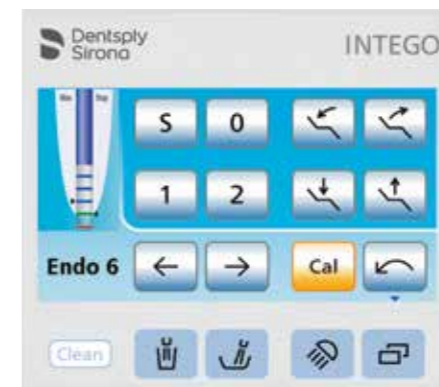 Dentsply
Sirona
INTEGO
S 0
1 2
Endo 6 Cal
Clean